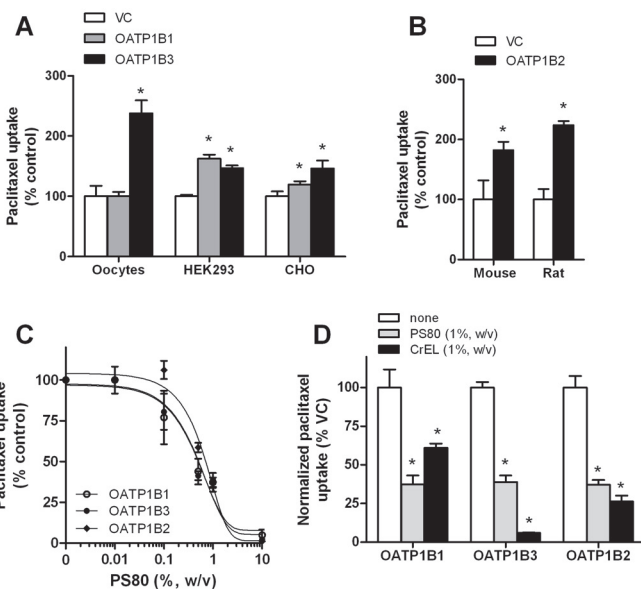 A
VC
OATP1B1
OATP1B3
Paclitaxel uptake
(% control)
300
200
100
0
*
*
*
*
*
Oocytes
HEK293
CHO
B
VC
OATP1B2
Paclitaxel uptake
(% control)
300
200
100
0
*
*
Mouse
Rat
C
Paclitaxel uptake
(% control)
100
75
50
25
0
OATP1B1
OATP1B3
OATP1B2
0
0.01
0.1
1
10
PS80 (%, w/v)
D
none
PS80 (1%, w/v)
CrEL (1%, w/v)
Normalized paclitaxel
uptake (% VC)
100
75
50
25
0
*
*
*
*
*
*
OATP1B1
OATP1B3
OATP1B2